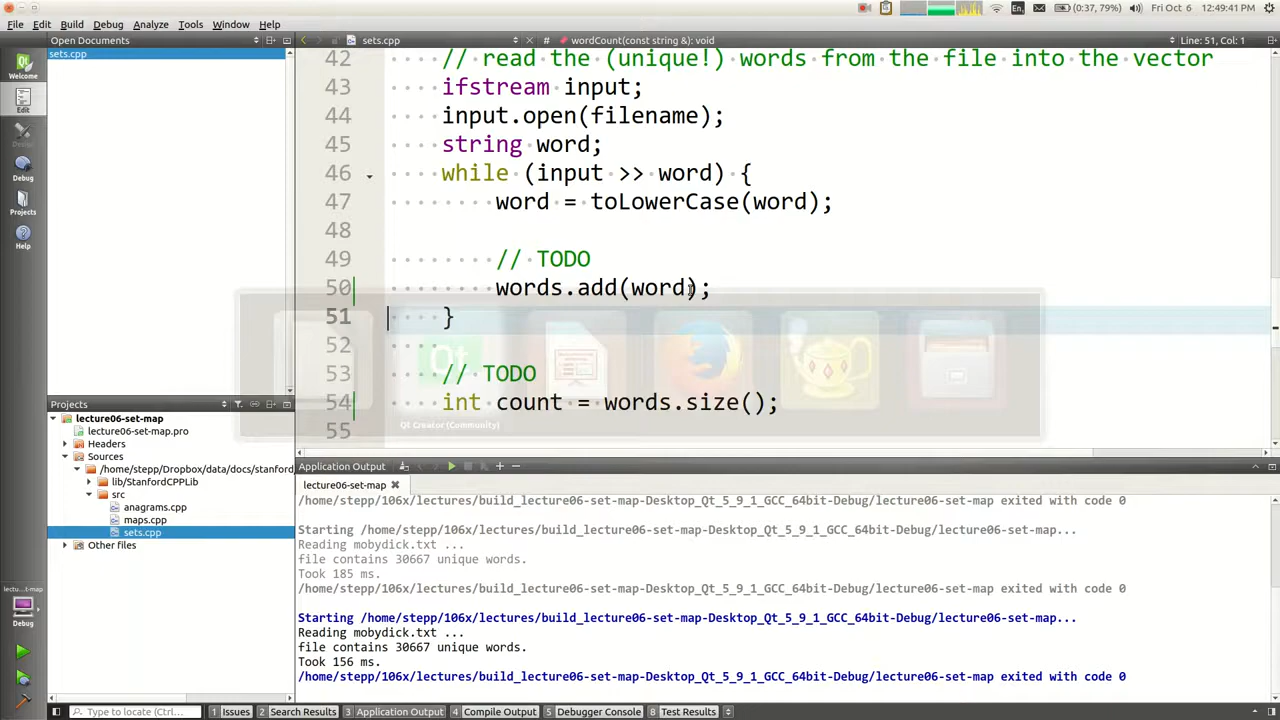 (0:37, 79%) Fri Oct 6 12:49:41 PM
En
File Edit Build Debug Analyze Tools Window Help
Open Documents sets.cpp # wordCount(const string &): void Line: 51, Col: 1
sets.cpp
Welcome
Edit
Debug
Projects
Help
42 // read the (unique!) words from the file into the vector
43 ifstream input;
44 input.open(filename);
45 string word;
46 while (input >> word) {
47 word = toLowerCase(word);
48
49 // TODO
50 words.add(word);
51 }
52
53 // TODO
54 int count = words.size();
55
Qt Creator (Community)
Projects
lecture06-set-map
lecture06-set-map.pro
Headers
Sources
/home/stepp/Dropbox/data/docs/stanford
lib/StanfordCPPLib
src
anagrams.cpp
maps.cpp
sets.cpp
Other files
lectu...t-map
Debug
Application Output
lecture06-set-map
/home/stepp/106x/lectures/build_lecture06-set-map-Desktop_Qt_5_9_1_GCC_64bit-Debug/lecture06-set-map exited with code 0
Starting /home/stepp/106x/lectures/build_lecture06-set-map-Desktop_Qt_5_9_1_GCC_64bit-Debug/lecture06-set-map...
Reading mobydick.txt ...
file contains 30667 unique words.
Took 185 ms.
/home/stepp/106x/lectures/build_lecture06-set-map-Desktop_Qt_5_9_1_GCC_64bit-Debug/lecture06-set-map exited with code 0
Starting /home/stepp/106x/lectures/build_lecture06-set-map-Desktop_Qt_5_9_1_GCC_64bit-Debug/lecture06-set-map...
Reading mobydick.txt ...
file contains 30667 unique words.
Took 156 ms.
/home/stepp/106x/lectures/build_lecture06-set-map-Desktop_Qt_5_9_1_GCC_64bit-Debug/lecture06-set-map exited with code 0
Type to locate (Ctrl... 1 Issues 2 Search Results 3 Application Output 4 Compile Output 5 Debugger Console 8 Test Results